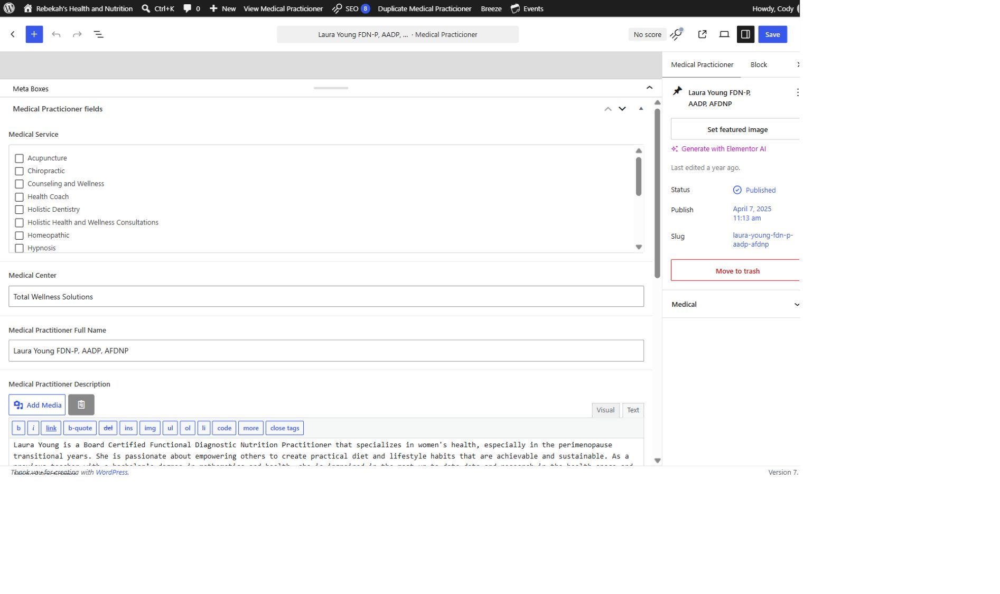 Rebekah's Health and Nutrition Ctrl+K 0 New View Medical Practicioner SEO 8 Duplicate Medical Practicioner Breeze Events Howdy, Cody
Laura Young FDN-P, AADP, ... · Medical Practicioner
No score
Save
Medical Practicioner Block
Meta Boxes
Medical Practicioner fields
Medical Service
Acupuncture
Chiropractic
Counseling and Wellness
Health Coach
Holistic Dentistry
Holistic Health and Wellness Consultations
Homeopathic
Hypnosis
Medical Center
Total Wellness Solutions
Medical Practitioner Full Name
Laura Young FDN-P, AADP, AFDNP
Medical Practitioner Description
Add Media
Visual Text
b i link b-quote del ins img ul ol li code more close tags
Laura Young is a Board Certified Functional Diagnostic Nutrition Practitioner that specializes in women's health, especially in the perimenopause
transitional years. She is passionate about empowering others to create practical diet and lifestyle habits that are achievable and sustainable. As a
Laura Young FDN-P,
AADP, AFDNP
Set featured image
Generate with Elementor AI
Last edited a year ago.
Status Published
Publish April 7, 2025
11:13 am
Slug laura-young-fdn-p-
aadp-afdnp
Move to trash
Medical
Thank you for creating with WordPress.
Version 7.